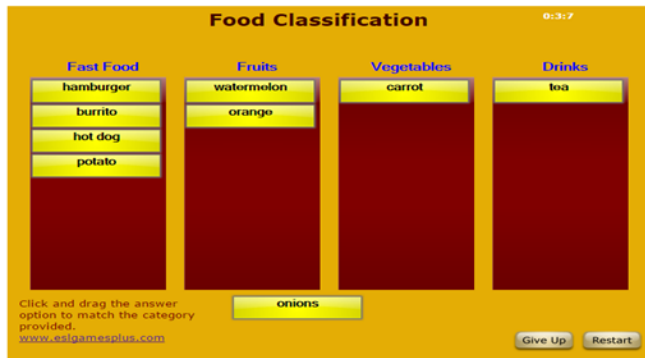 Food Classification
0:3:7
Fast Food
Fruits
Vegetables
Drinks
hamburger
watermelon
carrot
tea
burrito
orange
hot dog
potato
onions
Click and drag the answer
option to match the category
provided.
www.eslgamesplus.com
Give Up
Restart